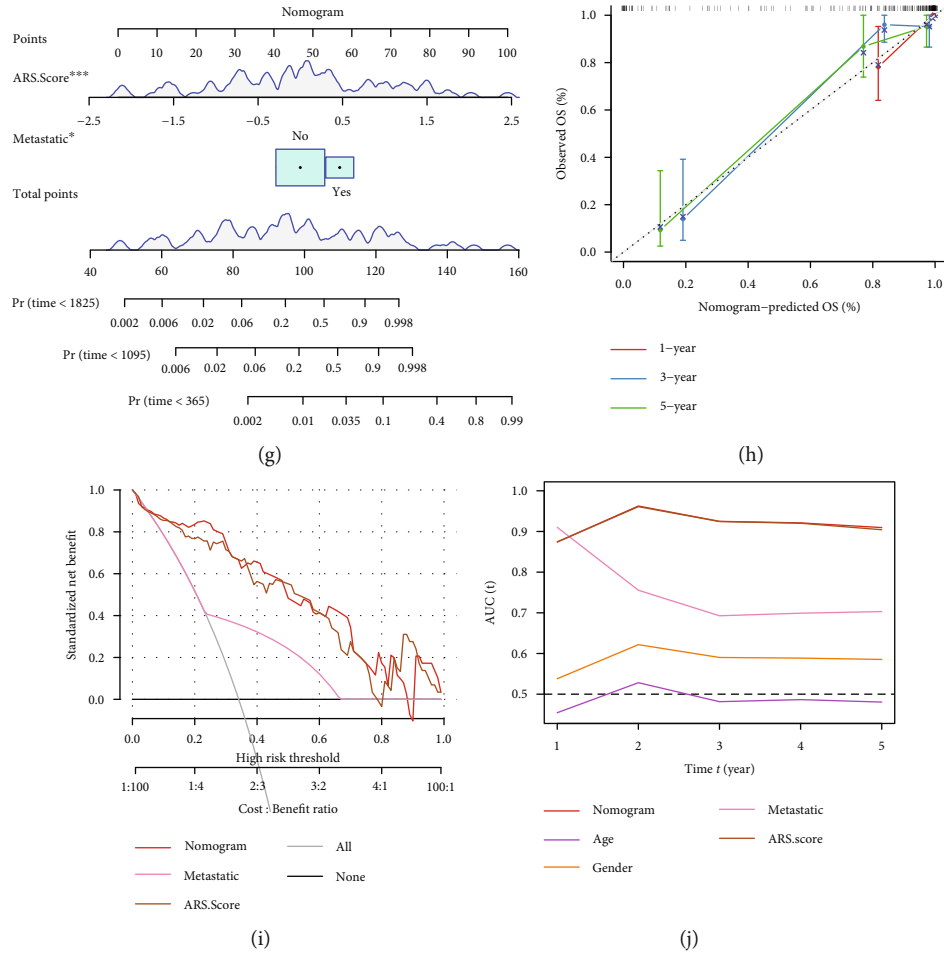 Nomogram
Points
0 10 20 30 40 50 60 70 80 90 100
ARS.Score***
−2.5 −1.5 −0.5 0.5 1.5 2.5
Metastatic*
No
Yes
Total points
40 60 80 100 120 140 160
Pr (time < 1825)
0.002 0.006 0.02 0.06 0.2 0.5 0.9 0.998
Pr (time < 1095)
0.006 0.02 0.06 0.2 0.5 0.9 0.998
Pr (time < 365)
0.002 0.01 0.035 0.1 0.4 0.8 0.99
(g)
Observed OS (%)
1.0
0.8
0.6
0.4
0.2
0.0
0.0 0.2 0.4 0.6 0.8 1.0
Nomogram−predicted OS (%)
1−year
3−year
5−year
(h)
Standardized net benefit
1.0
0.8
0.6
0.4
0.2
0.0
0.0 0.2 0.4 0.6 0.8 1.0
High risk threshold
1:100 1:4 2:3 3:2 4:1 100:1
Cost : Benefit ratio
Nomogram
Metastatic
ARS.Score
All
None
(i)
AUC (t)
1.0
0.9
0.8
0.7
0.6
0.5
1 2 3 4 5
Time t (year)
Nomogram
Age
Gender
Metastatic
ARS.score
(j)